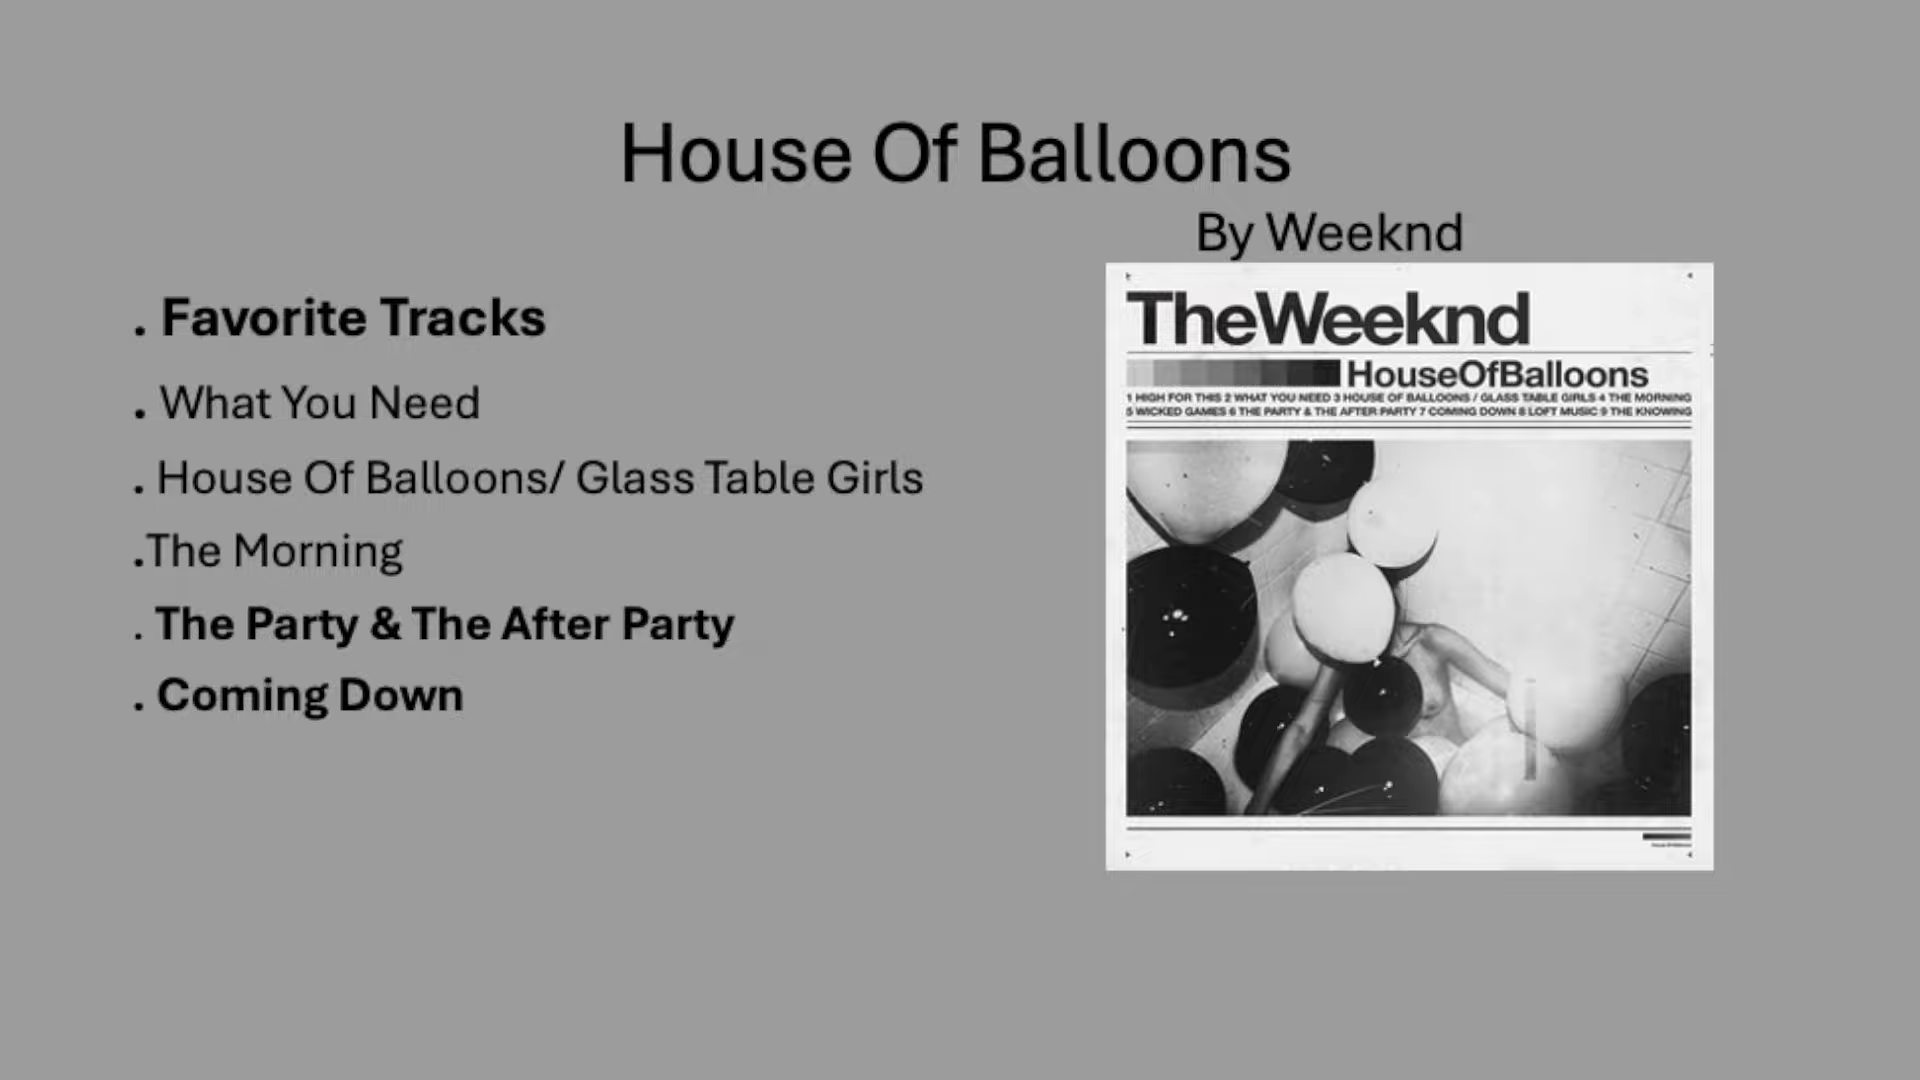 House Of Balloons
By Weeknd
. Favorite Tracks
. What You Need
. House Of Balloons/ Glass Table Girls
.The Morning
. The Party & The After Party
. Coming Down
TheWeeknd
HouseOfBalloons
1 HIGH FOR THIS 2 WHAT YOU NEED 3 HOUSE OF BALLOONS / GLASS TABLE GIRLS 4 THE MORNING
5 WICKED GAMES 6 THE PARTY & THE AFTER PARTY 7 COMING DOWN 8 LOFT MUSIC 9 THE KNOWING